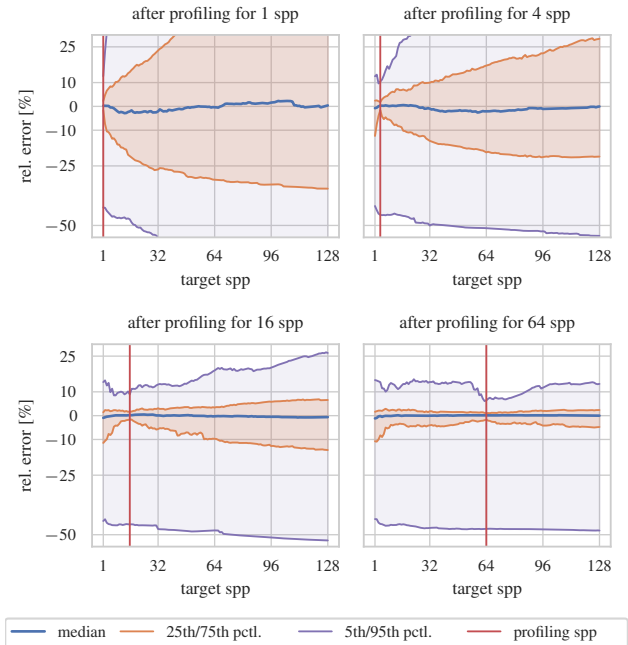 after profiling for 1 spp
after profiling for 4 spp
rel. error [%]
25
10
0
−10
−25
−50
1 32 64 96 128
1 32 64 96 128
target spp
target spp
after profiling for 16 spp
after profiling for 64 spp
rel. error [%]
25
10
0
−10
−25
−50
1 32 64 96 128
1 32 64 96 128
target spp
target spp
median 25th/75th pctl. 5th/95th pctl. profiling spp